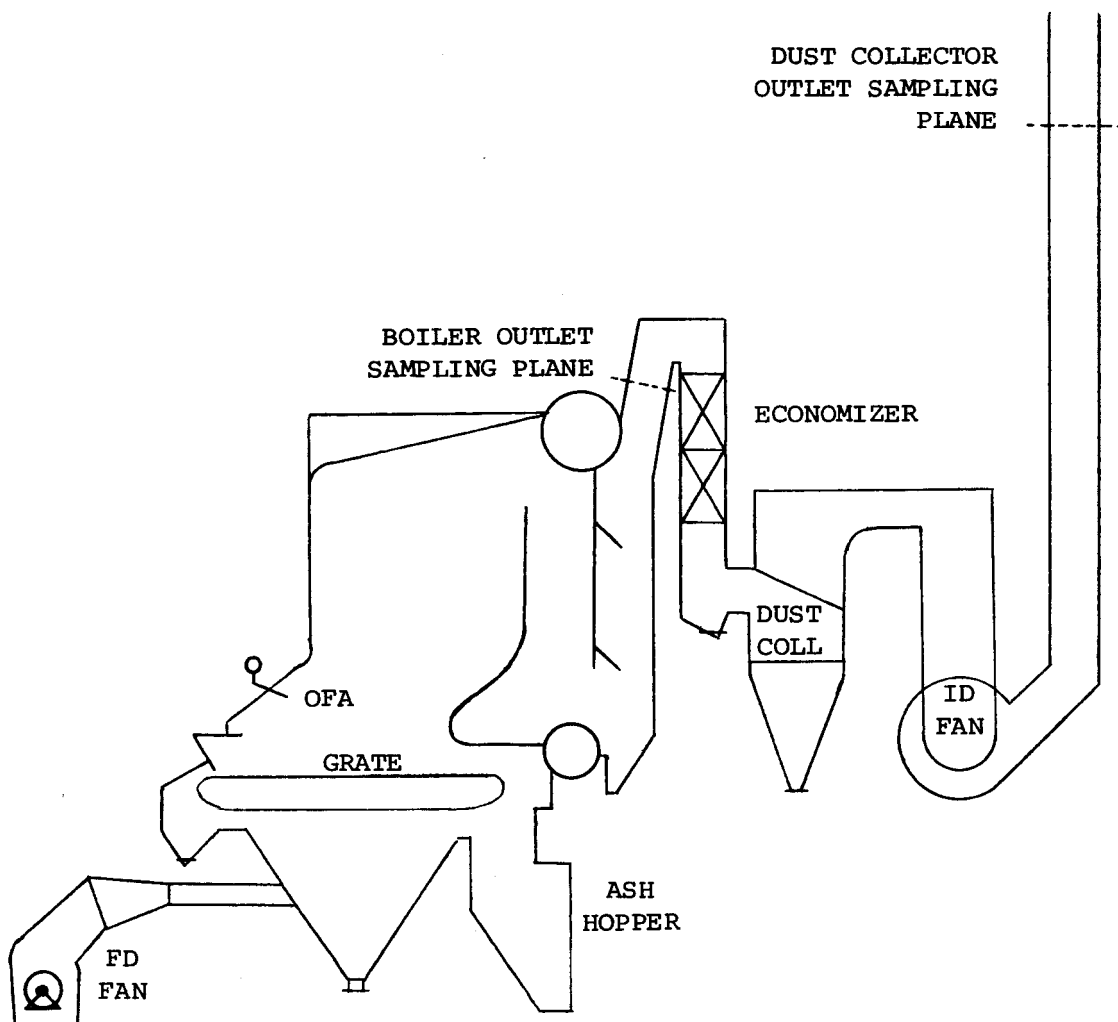 DUST COLLECTOR
OUTLET SAMPLING
PLANE
BOILER OUTLET
SAMPLING PLANE
ECONOMIZER
DUST
COLL
OFA
ID
FAN
GRATE
ASH
HOPPER
FD
FAN